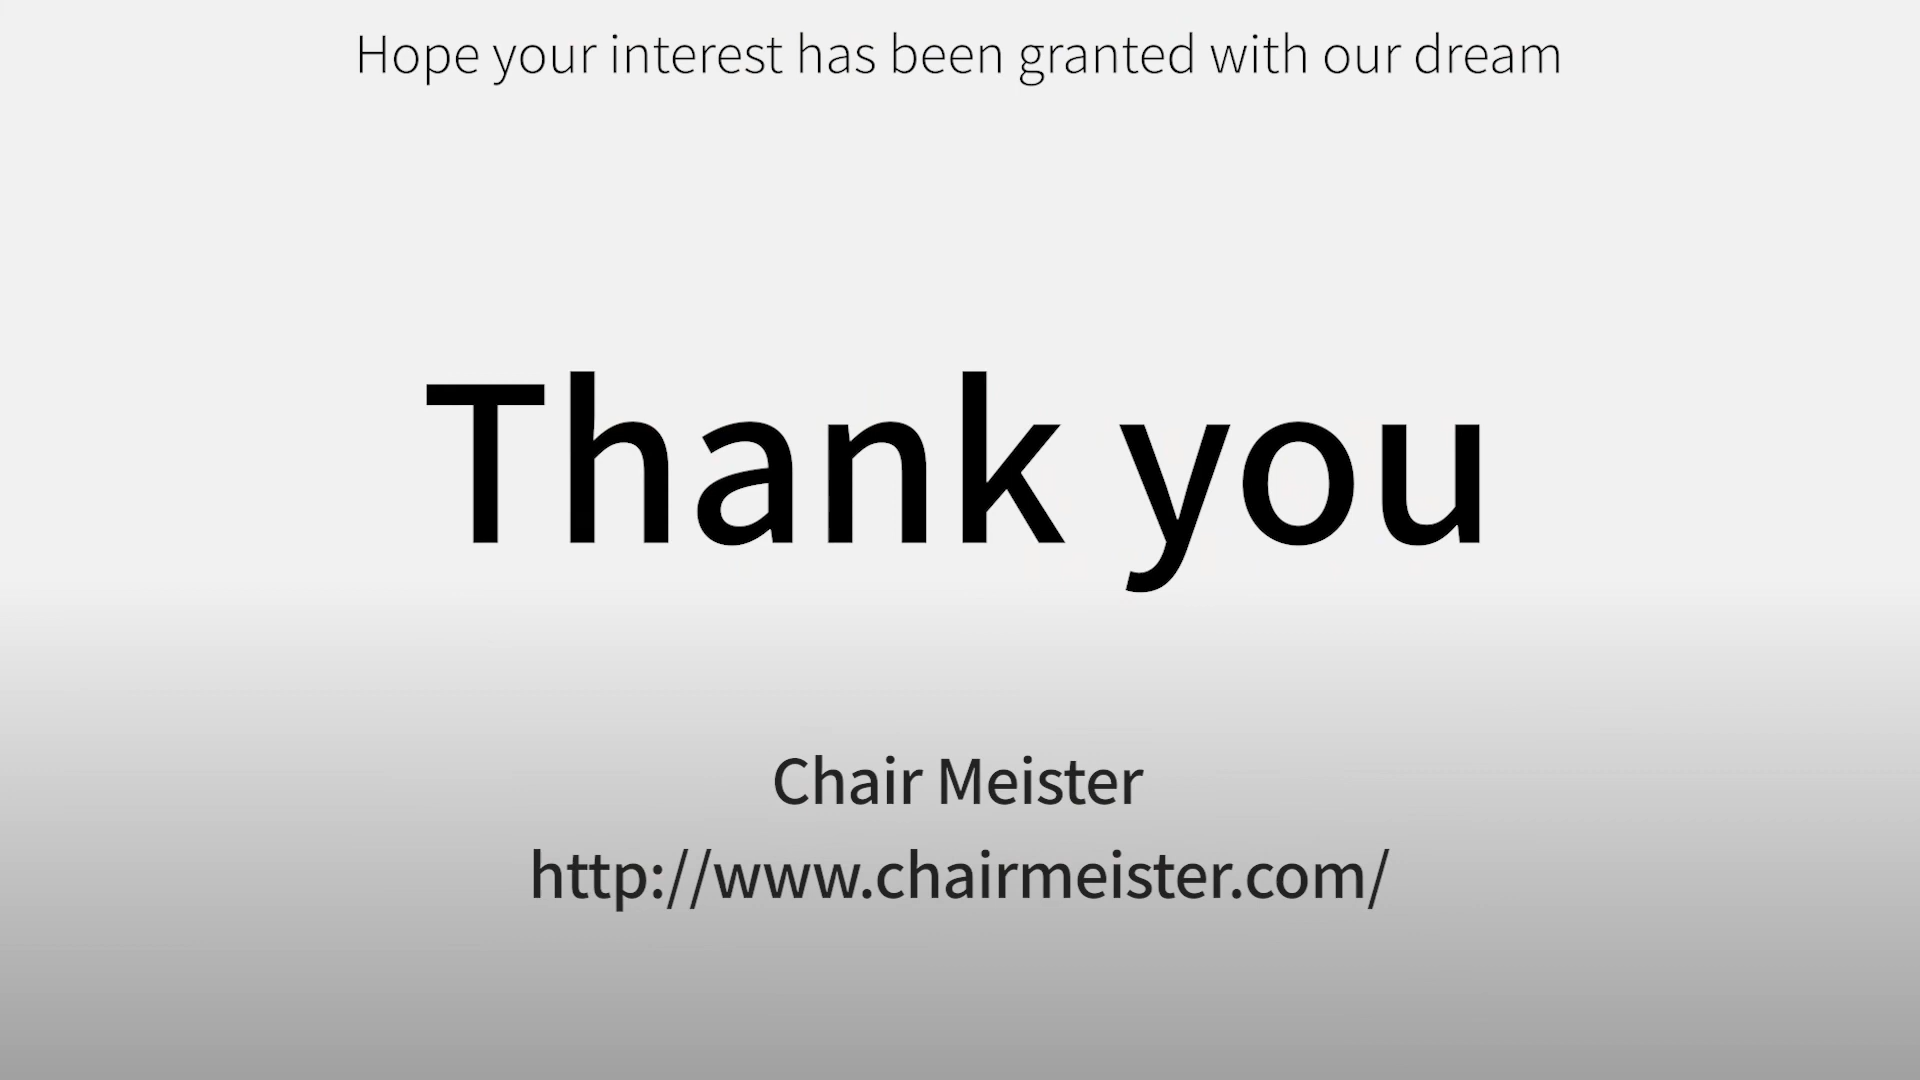 Hope your interest has been granted with our dream
Thank you
Chair Meister
http://www.chairmeister.com/